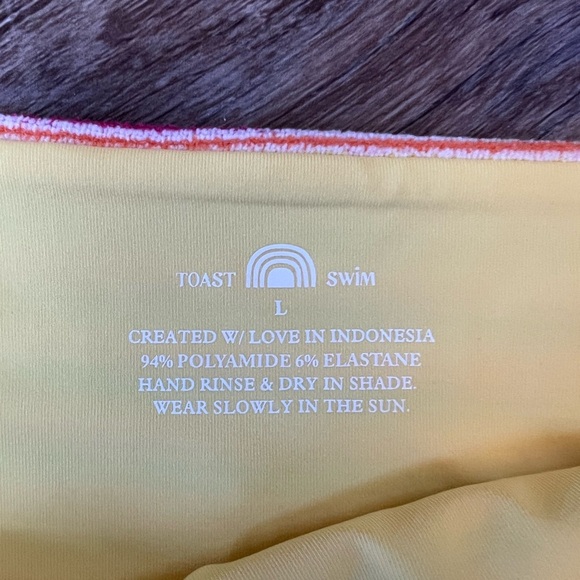 TOAST SWiM
L
CREATED W/ LOVE IN INDONESIA
94% POLYAMIDE 6% ELASTANE
HAND RINSE & DRY IN SHADE.
WEAR SLOWLY IN THE SUN.